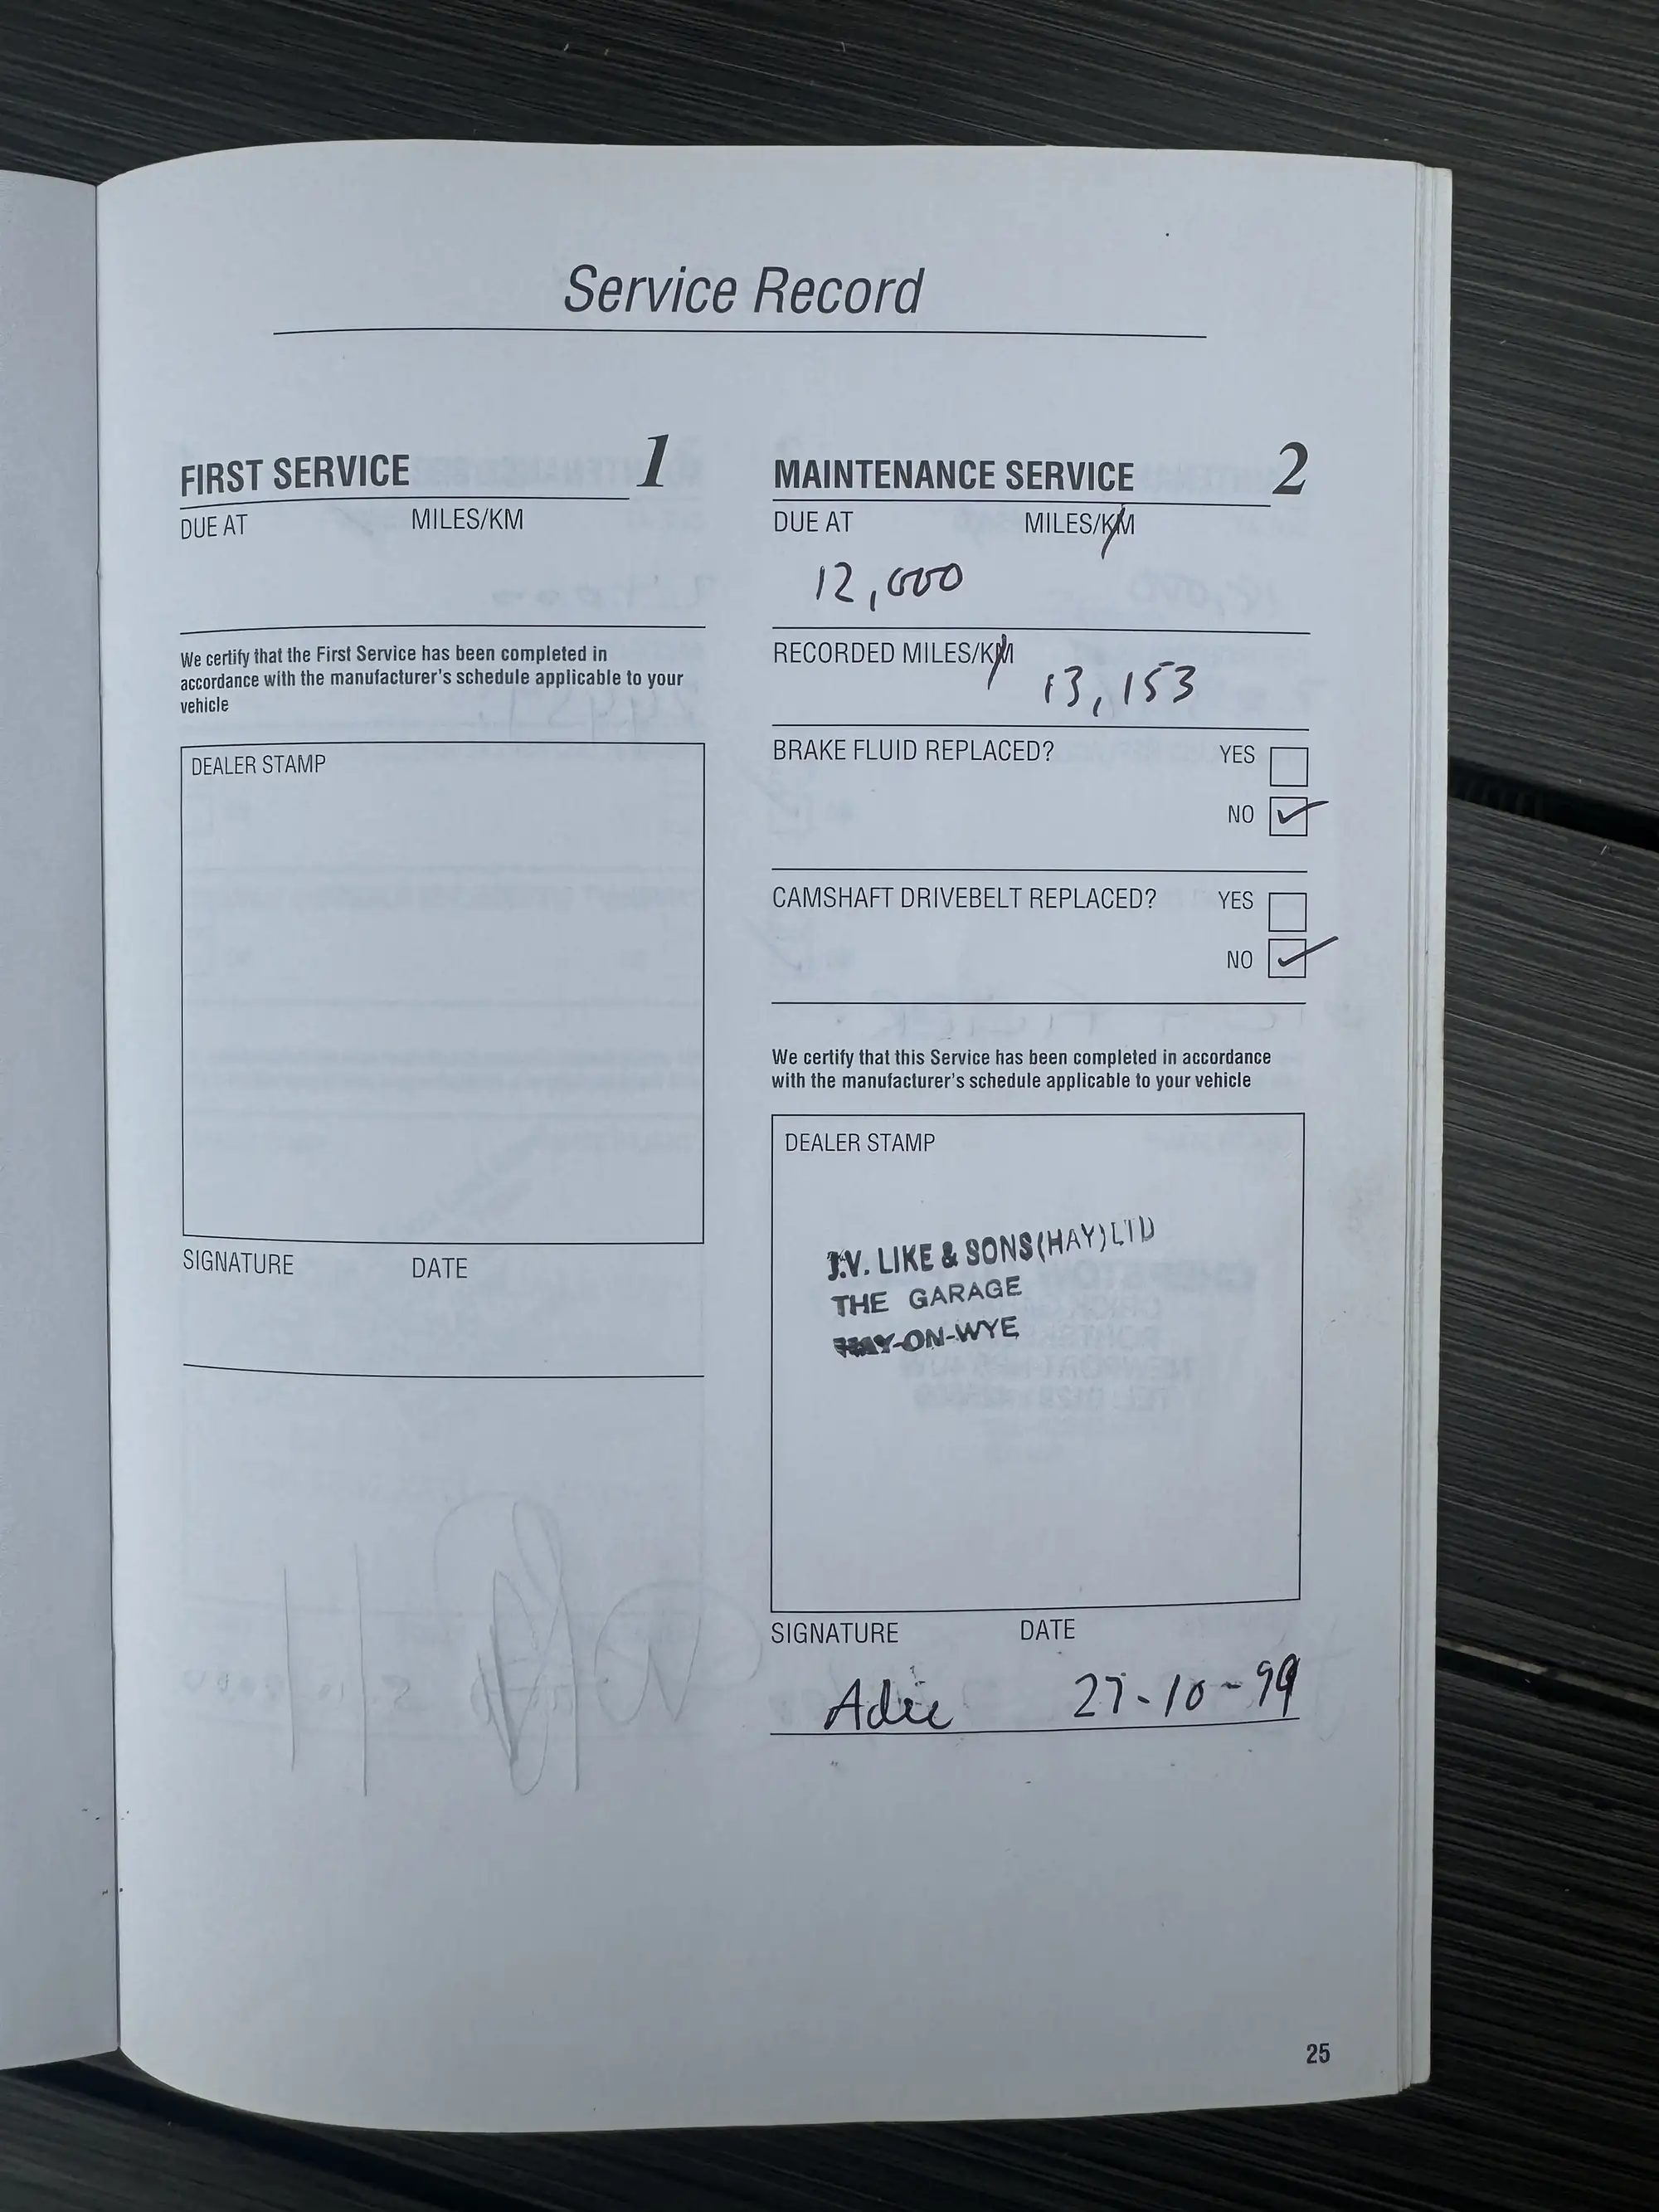 Service Record
FIRST SERVICE 1
DUE AT MILES/KM
We certify that the First Service has been completed in
accordance with the manufacturer's schedule applicable to your
vehicle
DEALER STAMP
SIGNATURE DATE
MAINTENANCE SERVICE 2
DUE AT MILES/KM
12,000
RECORDED MILES/KM 13,153
BRAKE FLUID REPLACED? YES
NO
CAMSHAFT DRIVEBELT REPLACED? YES
NO
We certify that this Service has been completed in accordance
with the manufacturer's schedule applicable to your vehicle
DEALER STAMP
J.V. LIKE & SONS (HAY) LTD
THE GARAGE
HAY-ON-WYE
SIGNATURE DATE
27-10-99
25